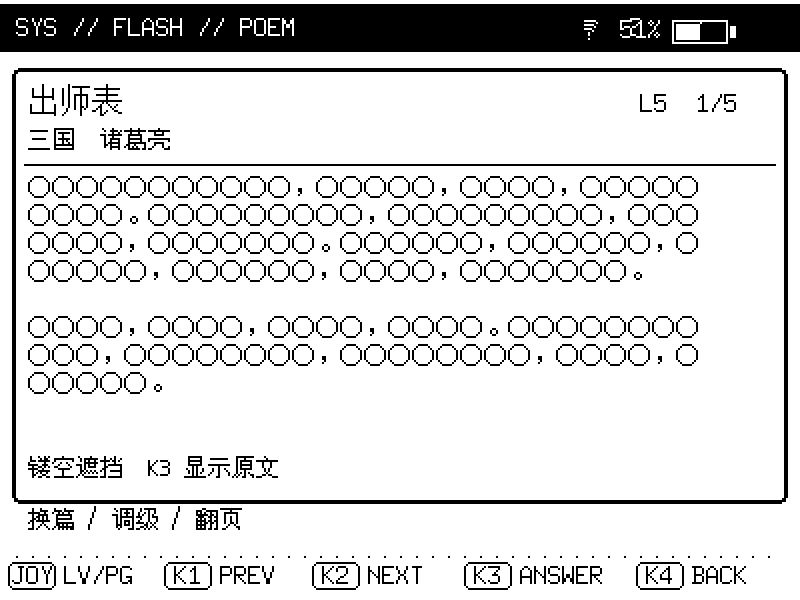 SYS // FLASH // POEM 51%
出师表 L5 1/5
三国 诸葛亮
○○○○○○○○○○○,○○○○○,○○○○,○○○○○
○○○○。○○○○○○○○○,○○○○○○○○○,○○○
○○○○,○○○○○○○。○○○○○○,○○○○○○,○
○○○○○,○○○○○○,○○○○,○○○○○○○。
○○○○,○○○○,○○○○,○○○○。○○○○○○○○
○○○,○○○○○○○○,○○○○○○○○,○○○○,○
○○○○○。
镂空遮挡 K3 显示原文
换篇 / 调级 / 翻页
JOY LV/PG K1 PREV K2 NEXT K3 ANSWER K4 BACK